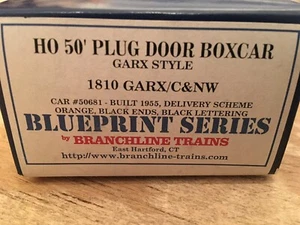 HO 50' PLUG DOOR BOXCAR
GARX STYLE
1810 GARX/C&NW
CAR #50681 - BUILT 1955, DELIVERY SCHEME
ORANGE, BLACK ENDS, BLACK LETTERING
BLUEPRINT SERIES
by BRANCHLINE TRAINS
East Hartford, CT
http://www.branchline-trains.com